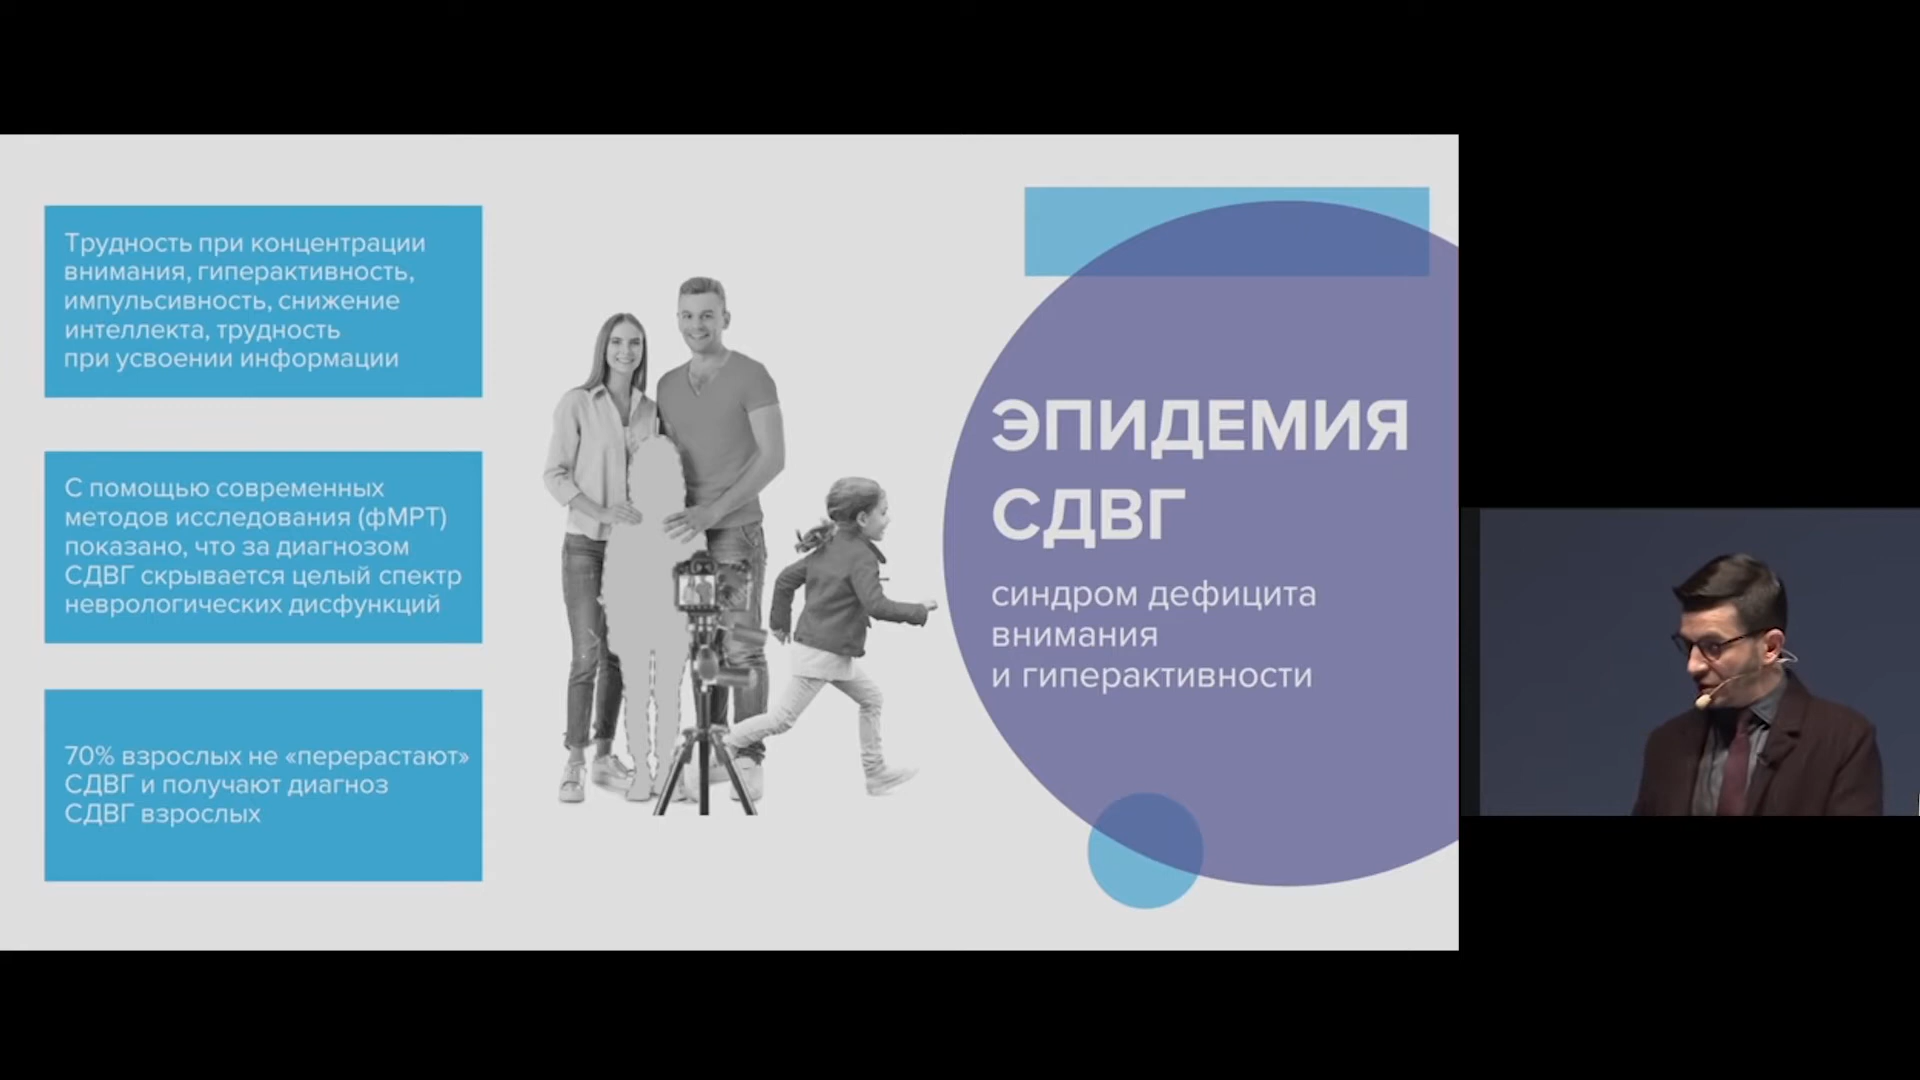 Трудность при концентрации
внимания, гиперактивность,
импульсивность, снижение
интеллекта, трудность
при усвоении информации
С помощью современных
методов исследования (фМРТ)
показано, что за диагнозом
СДВГ скрывается целый спектр
неврологических дисфункций
70% взрослых не «перерастают»
СДВГ и получают диагноз
СДВГ взрослых
ЭПИДЕМИЯ
СДВГ
синдром дефицита
внимания
и гиперактивности